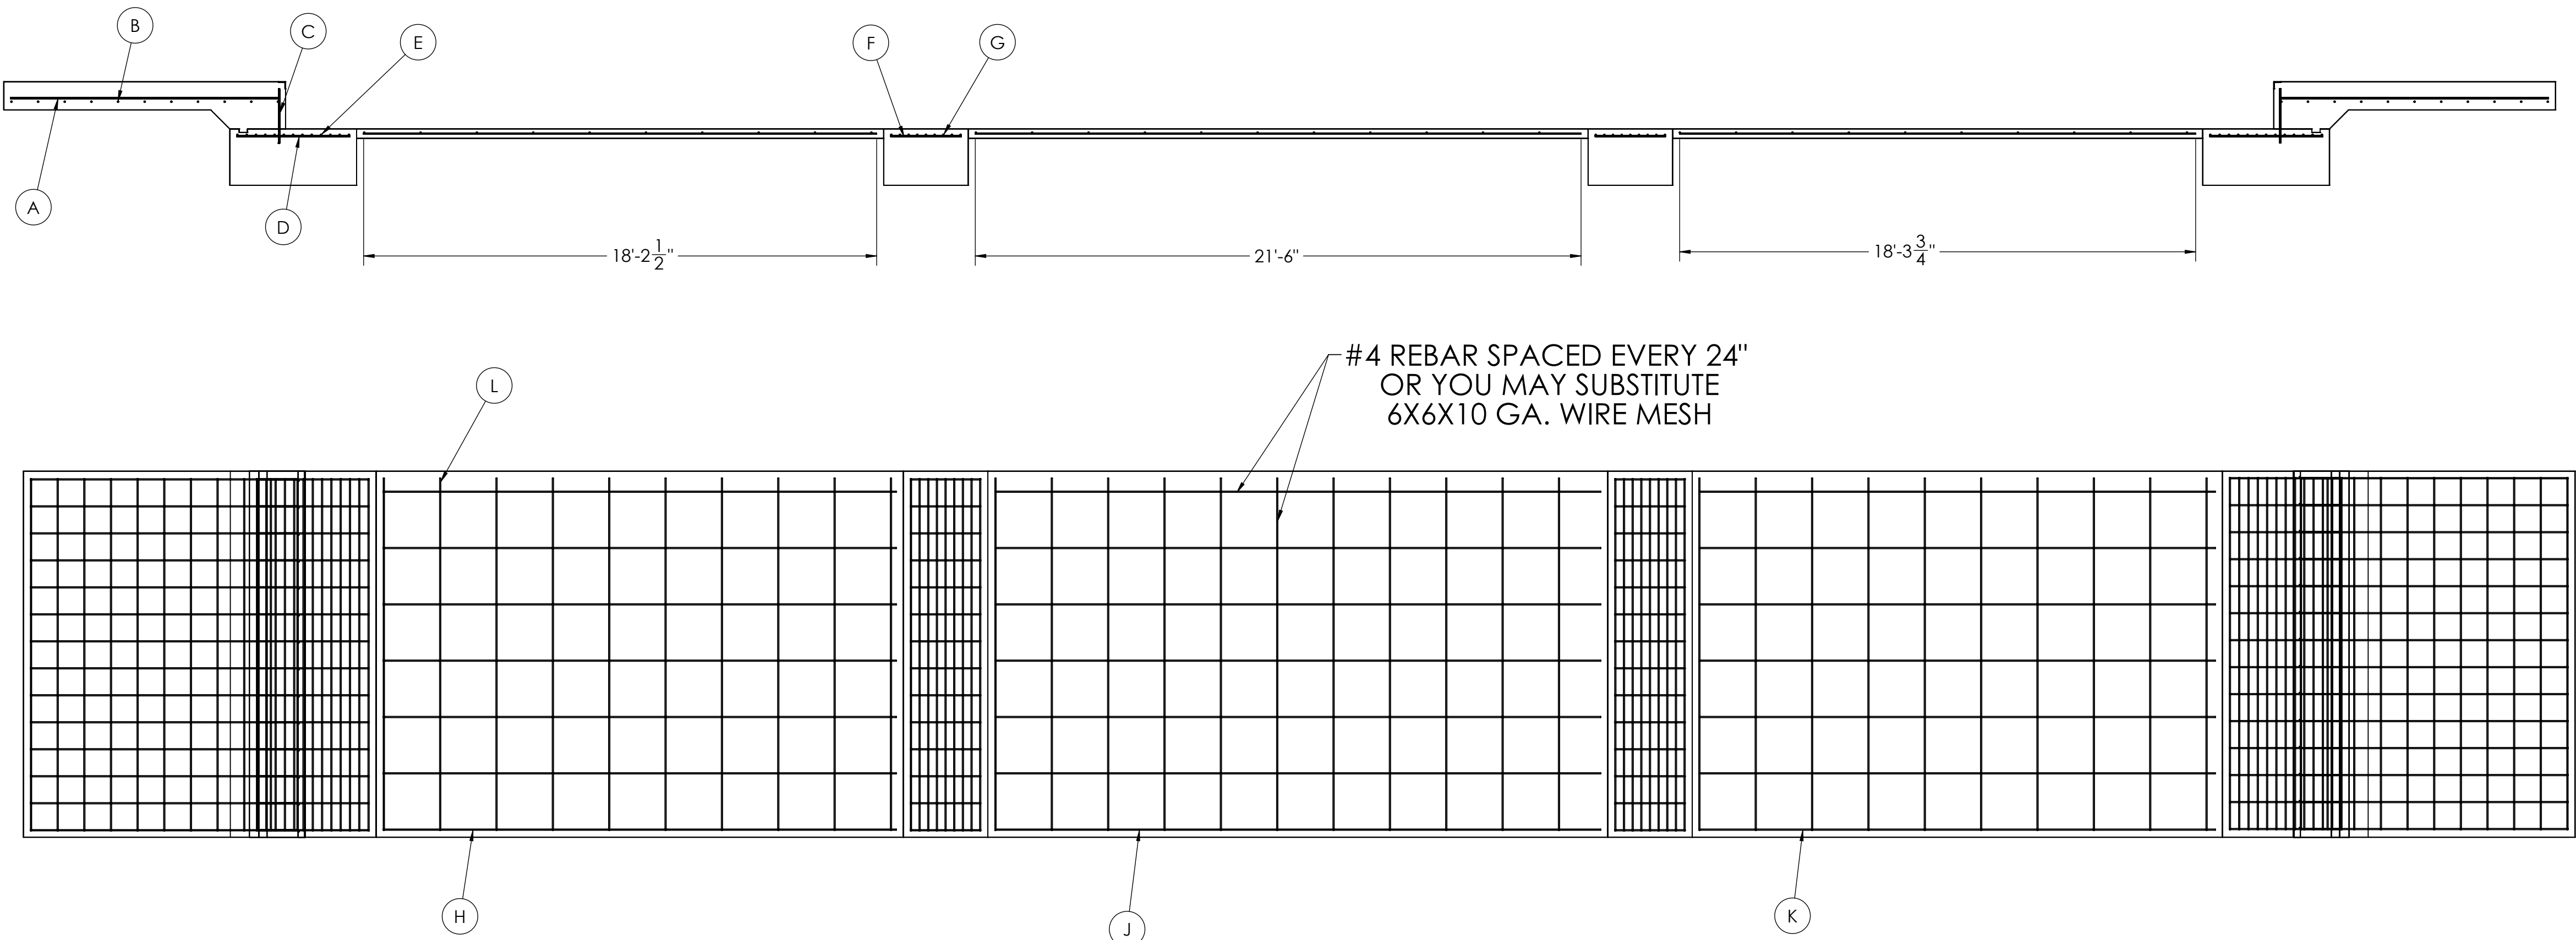 B
C
E
F
G
A
D
18'-2 1/2"
21'-6"
18'-3 3/4"
#4 REBAR SPACED EVERY 24"
OR YOU MAY SUBSTITUTE
6X6X10 GA. WIRE MESH
L
H
J
K